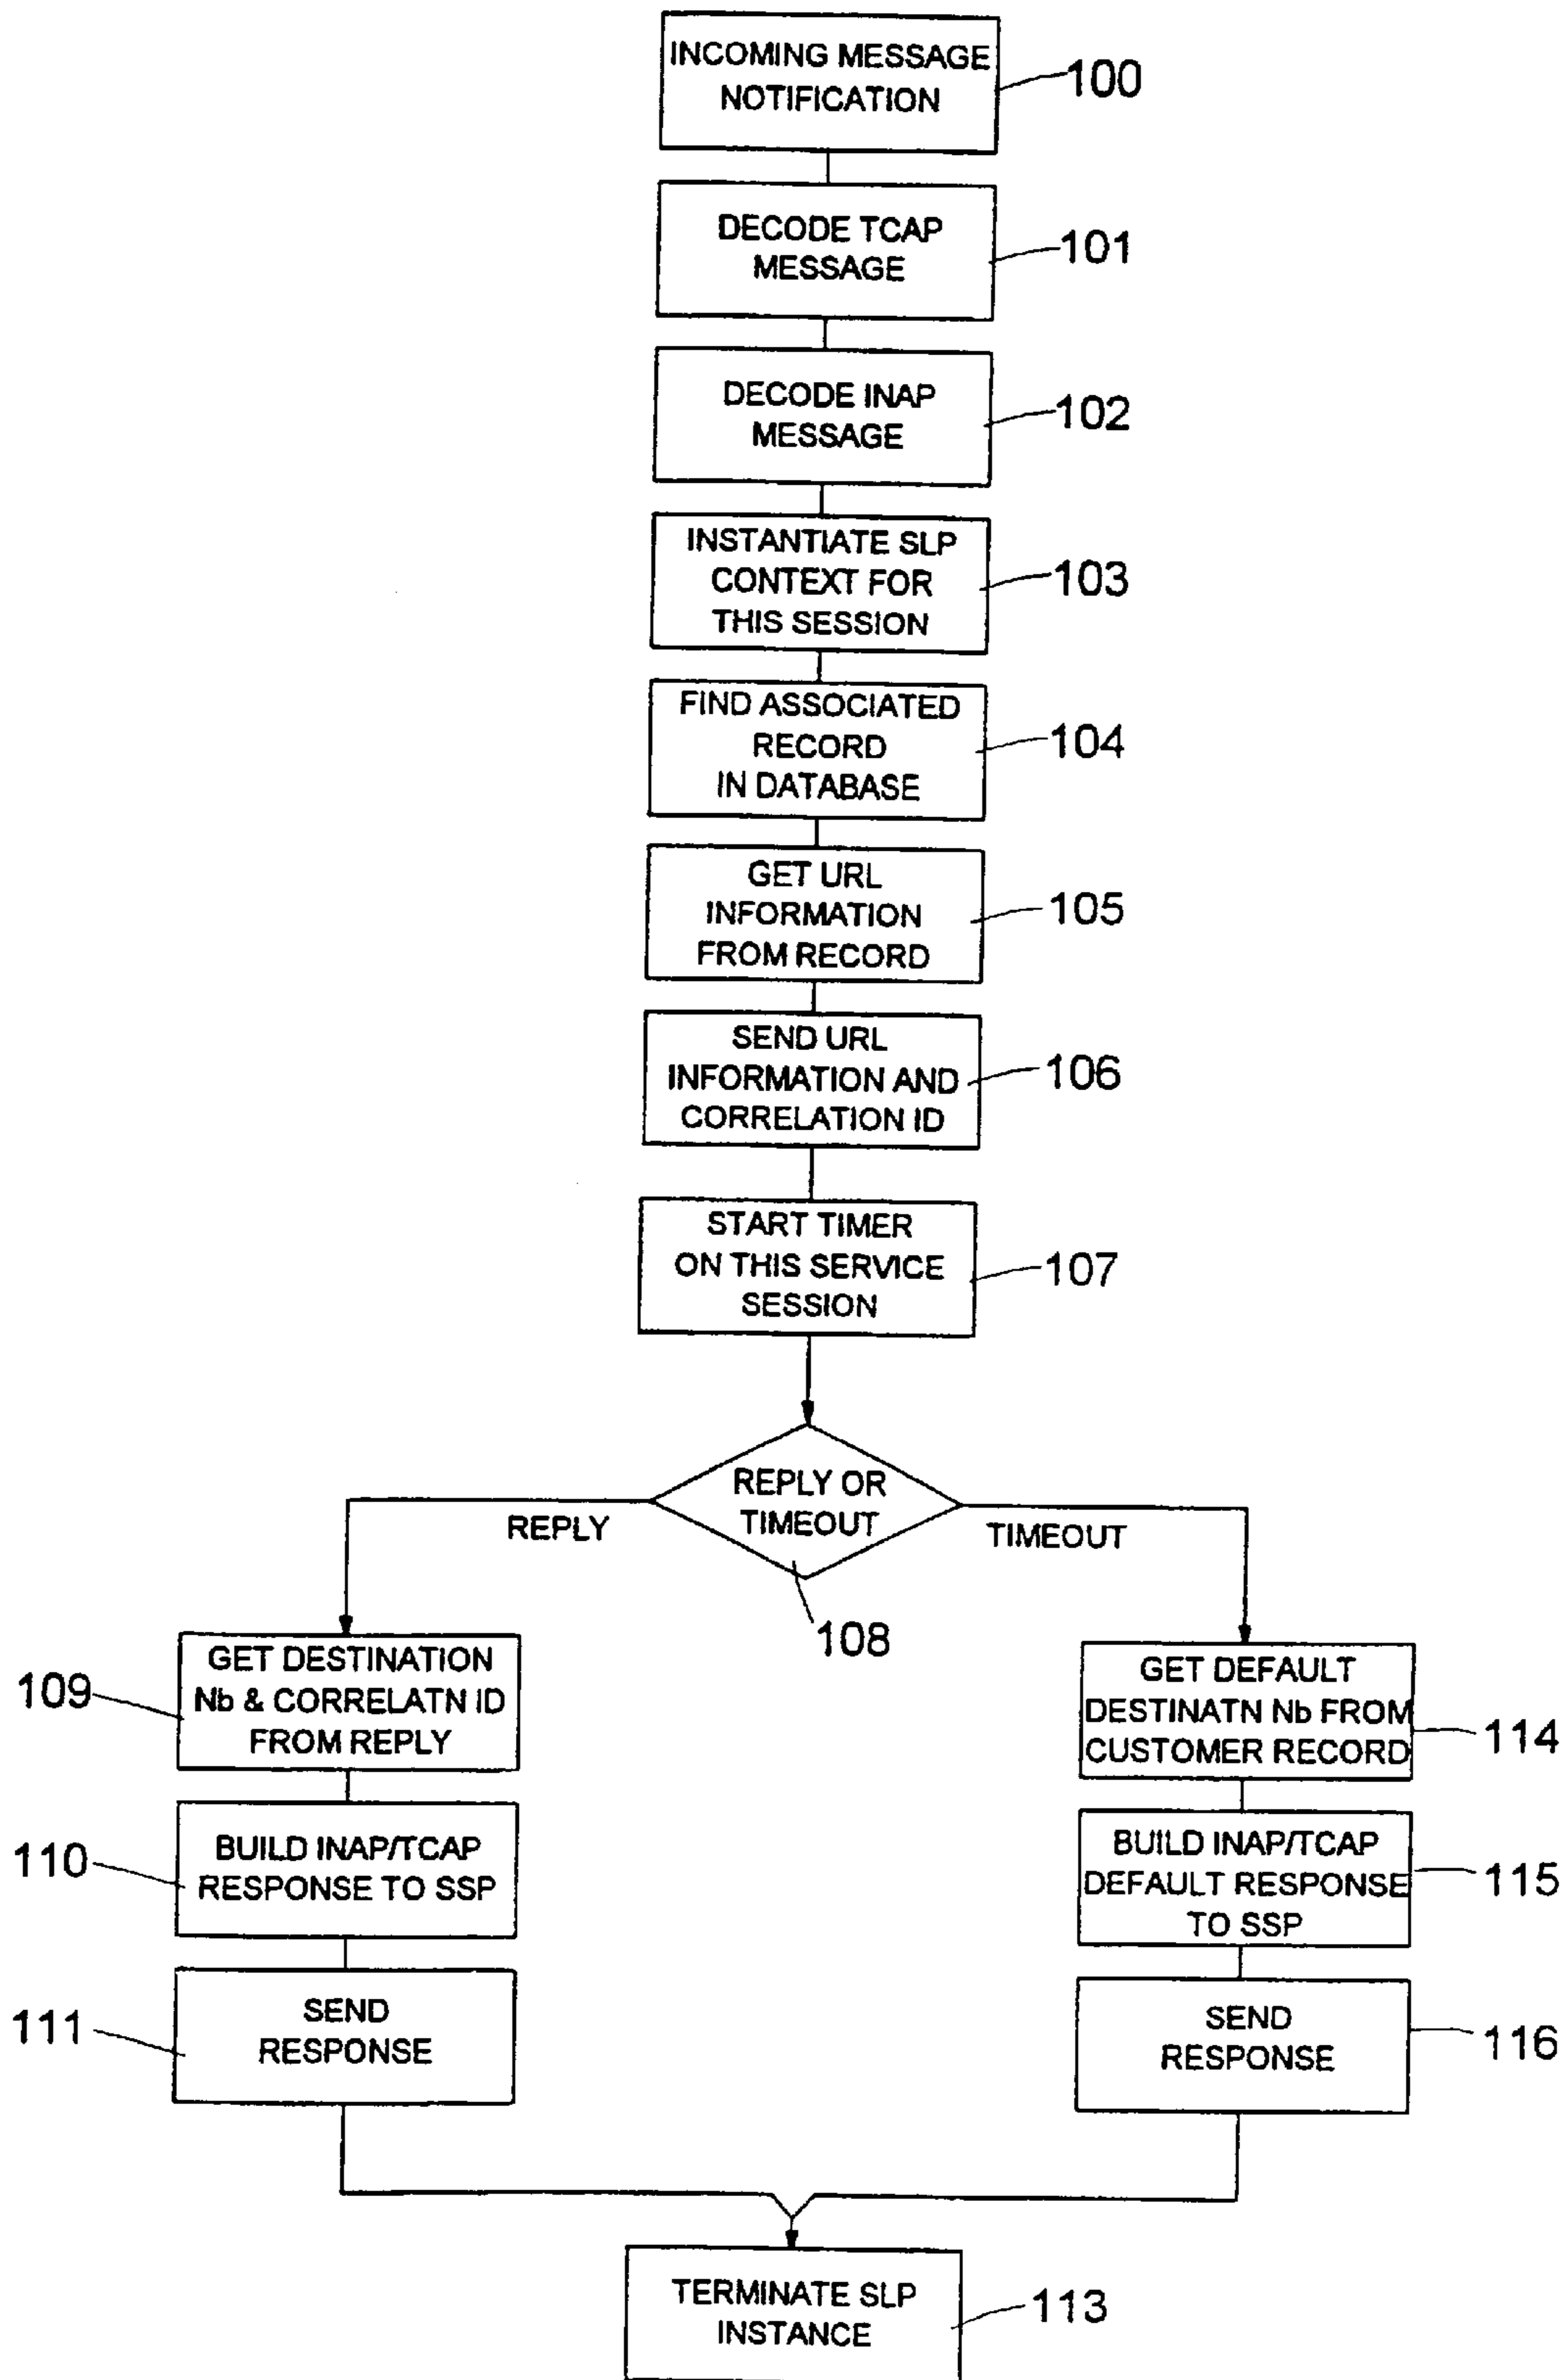 INCOMING MESSAGE
NOTIFICATION
100
DECODE TCAP
MESSAGE
101
DECODE INAP
MESSAGE
102
INSTANTIATE SLP
CONTEXT FOR
THIS SESSION
103
FIND ASSOCIATED
RECORD
IN DATABASE
104
GET URL
INFORMATION
FROM RECORD
105
SEND URL
INFORMATION AND
CORRELATION ID
106
START TIMER
ON THIS SERVICE
SESSION
107
REPLY OR
TIMEOUT
REPLY
TIMEOUT
108
GET DESTINATION
Nb & CORRELATN ID
FROM REPLY
109
BUILD INAP/TCAP
RESPONSE TO SSP
110
SEND
RESPONSE
111
GET DEFAULT
DESTINATN Nb FROM
CUSTOMER RECORD
114
BUILD INAP/TCAP
DEFAULT RESPONSE
TO SSP
115
SEND
RESPONSE
116
TERMINATE SLP
INSTANCE
113